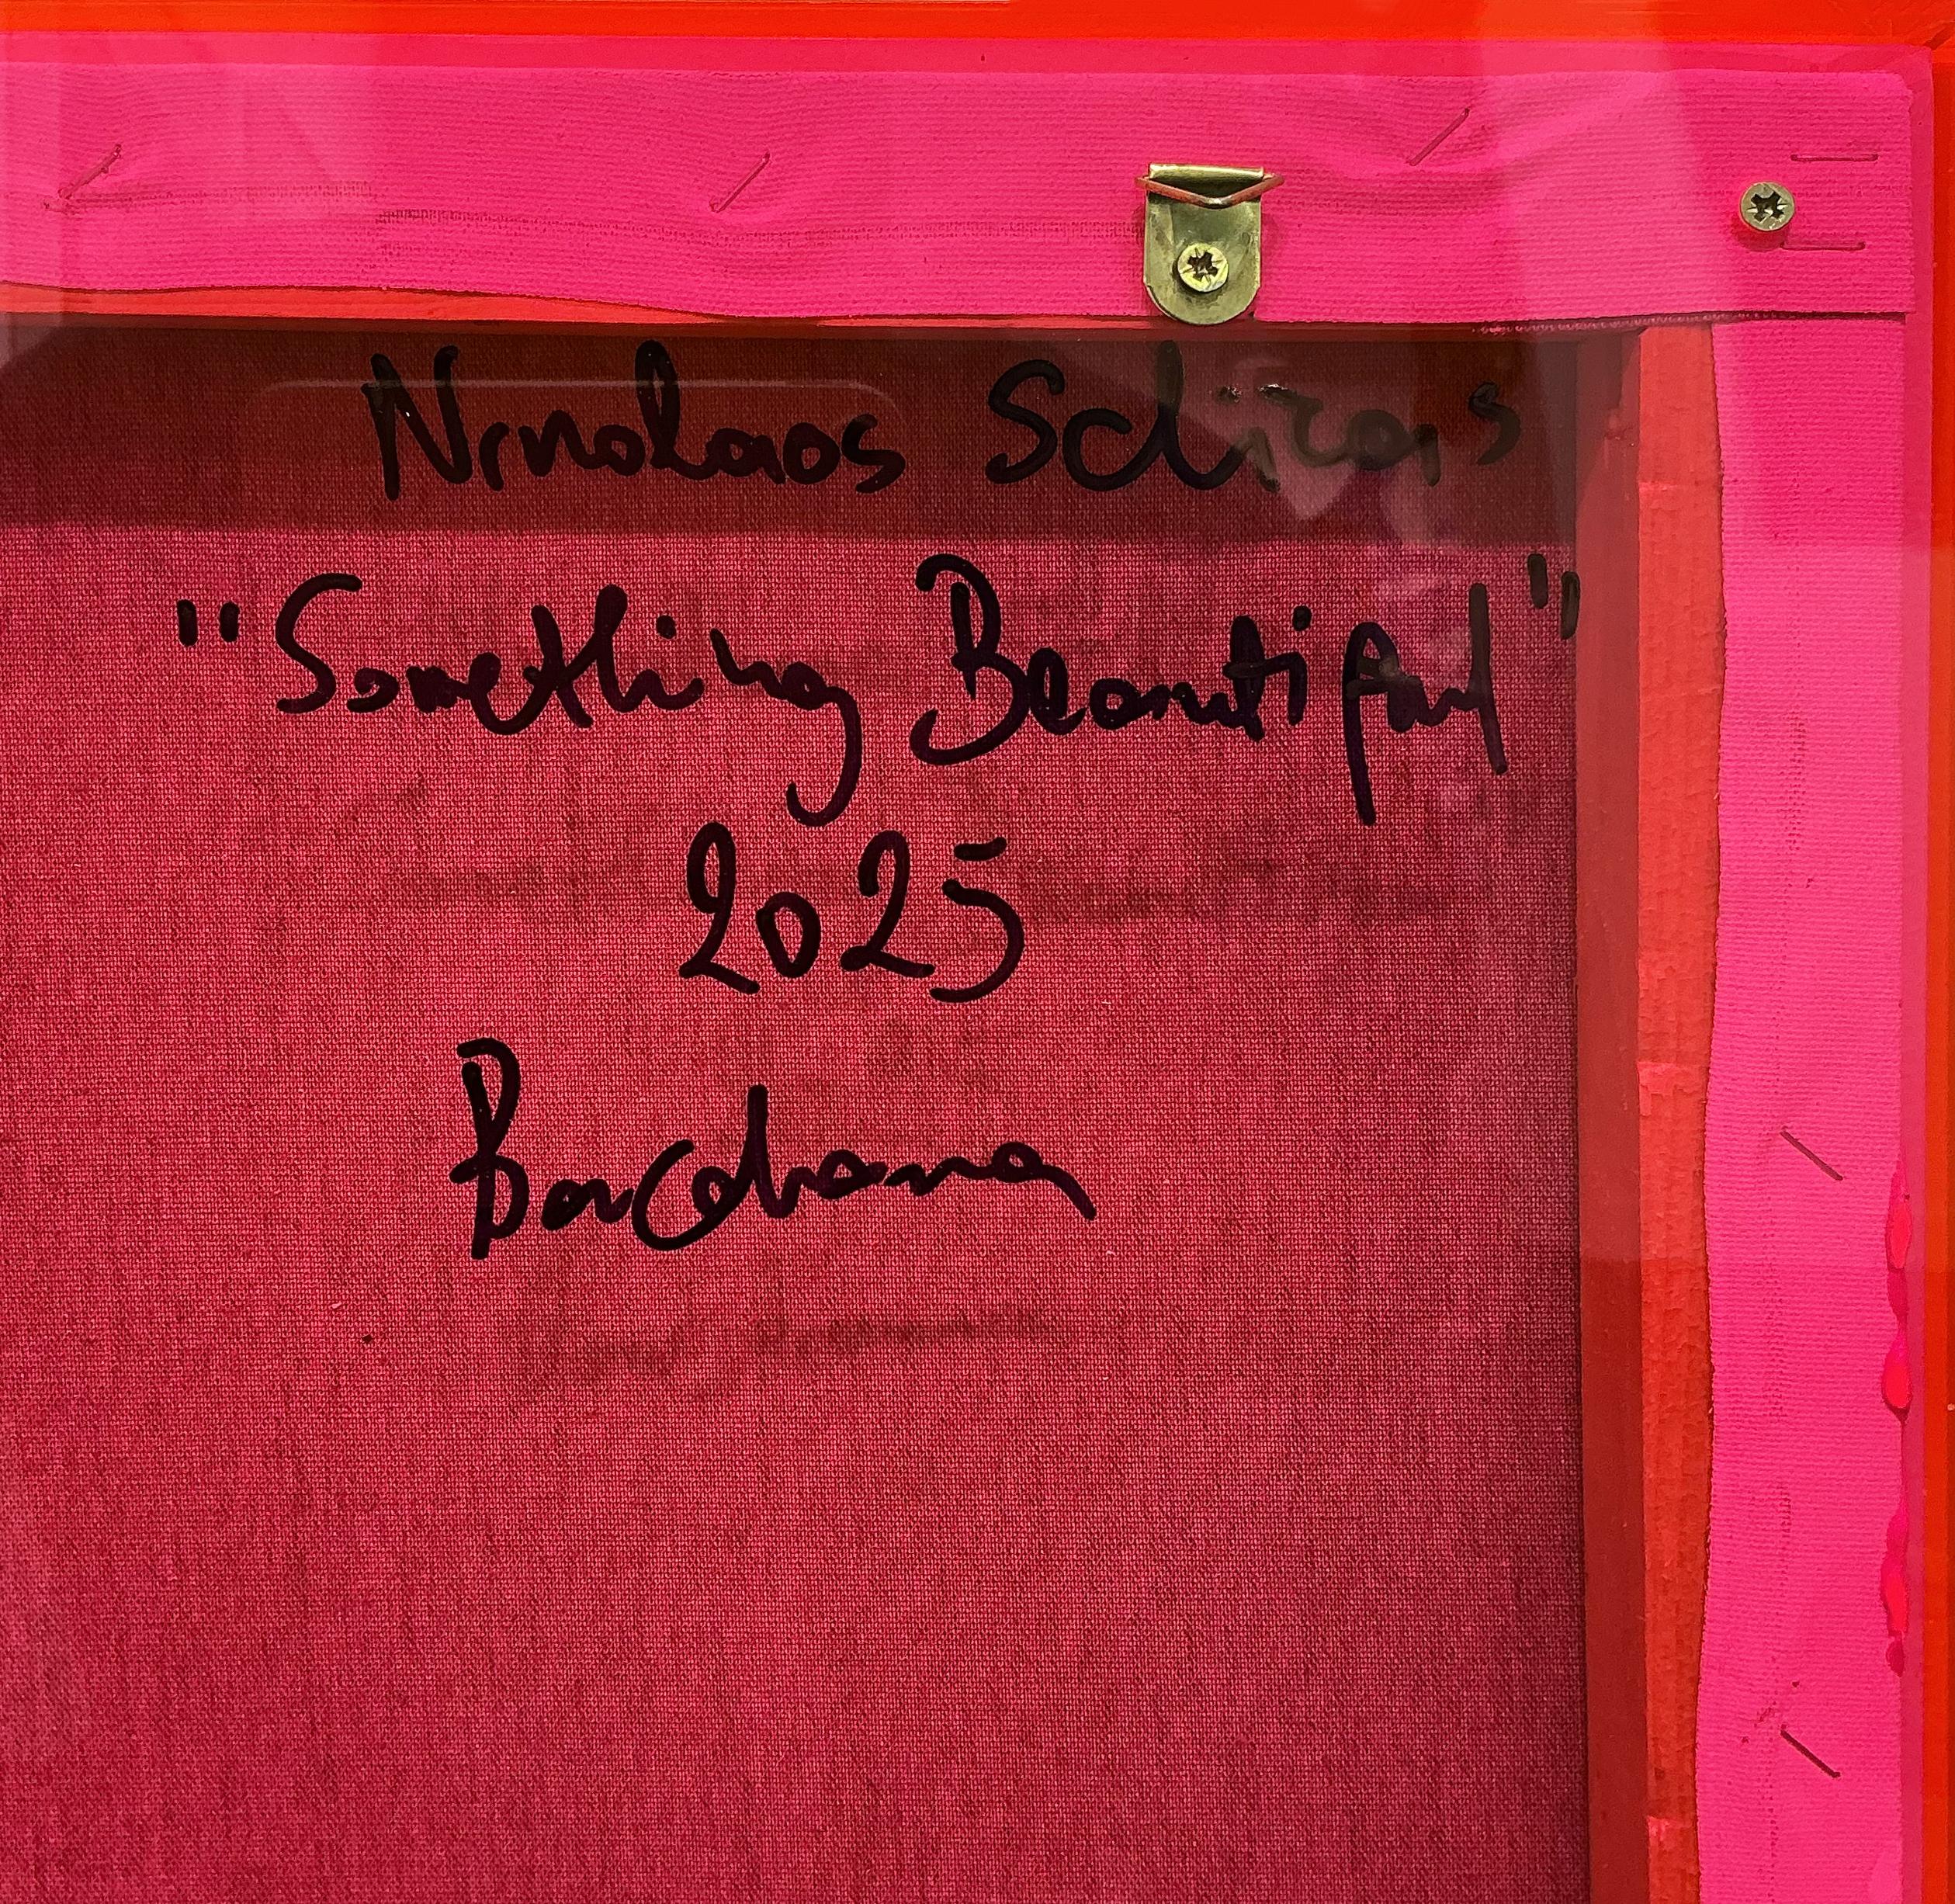 Nikolaos Schizas
"Something Beautiful"
2025
Barcelona